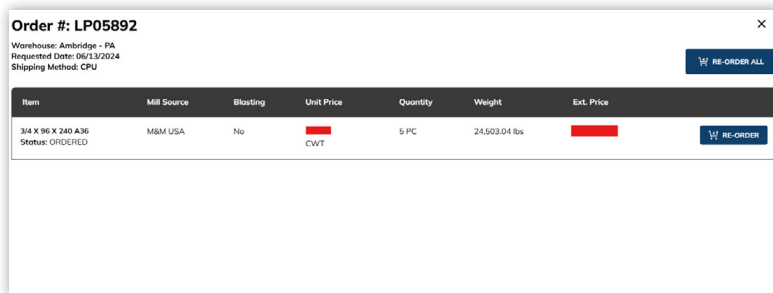 Order #: LP05892
Warehouse: Ambridge - PA
Requested Date: 06/13/2024
Shipping Method: CPU
RE-ORDER ALL
Item Mill Source Blasting Unit Price Quantity Weight Ext. Price
3/4 X 96 X 240 A36 M&M USA No 5 PC 24,503.04 lbs RE-ORDER
Status: ORDERED CWT